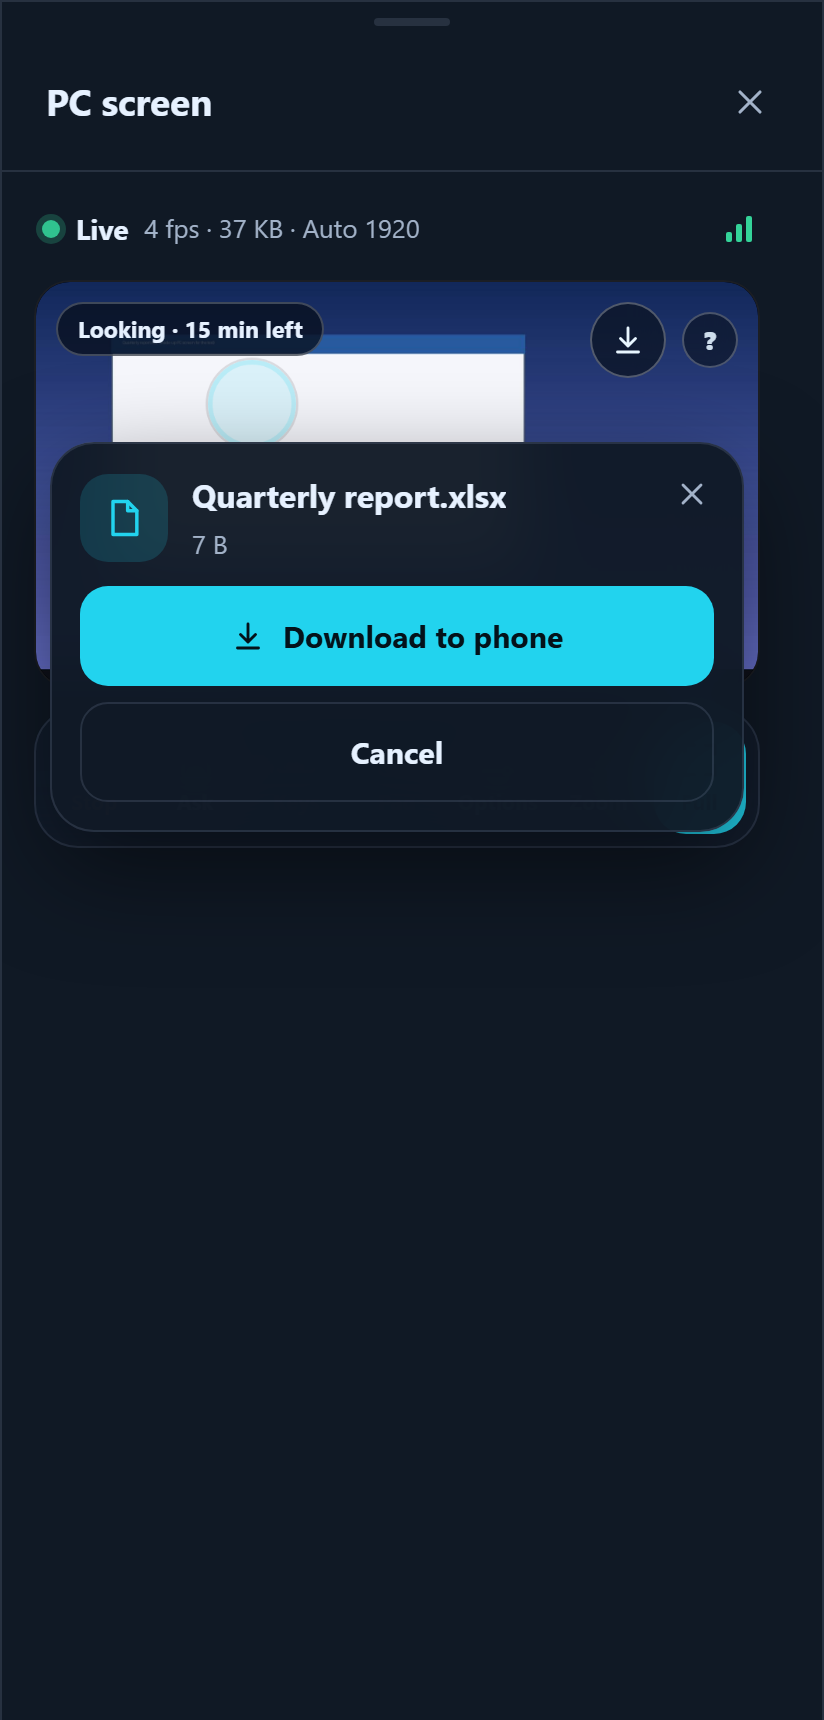 PC screen
Live 4 fps · 37 KB · Auto 1920
Looking · 15 min left
?
Quarterly report.xlsx
7 B
Download to phone
Cancel